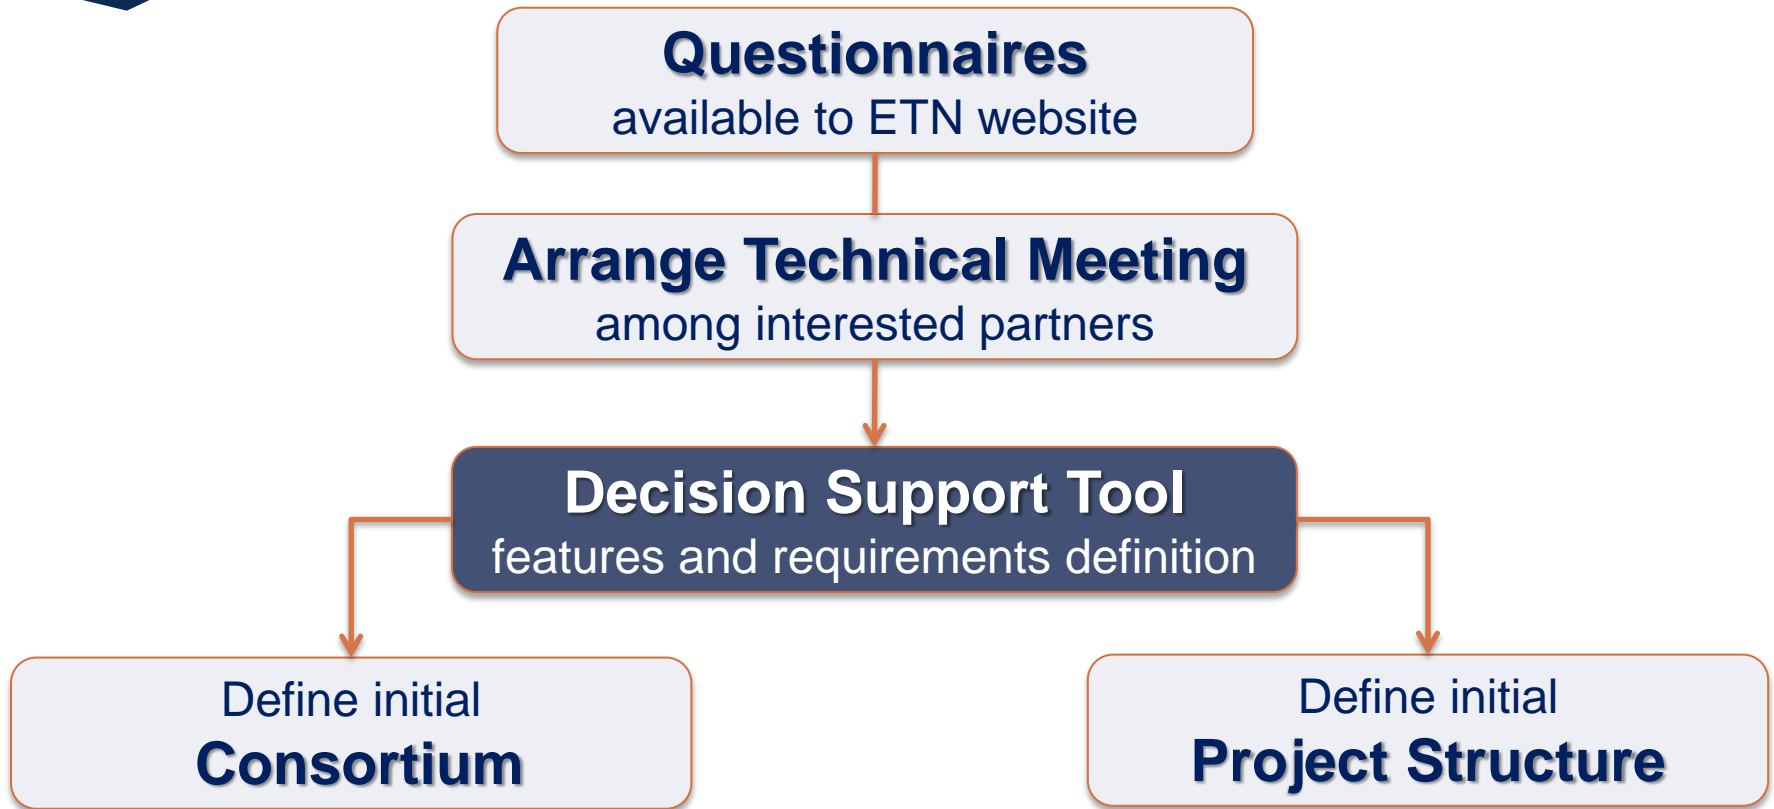 Questionnaires
available to ETN website
Arrange Technical Meeting
among interested partners
Decision Support Tool
features and requirements definition
Define initial
Consortium
Define initial
Project Structure